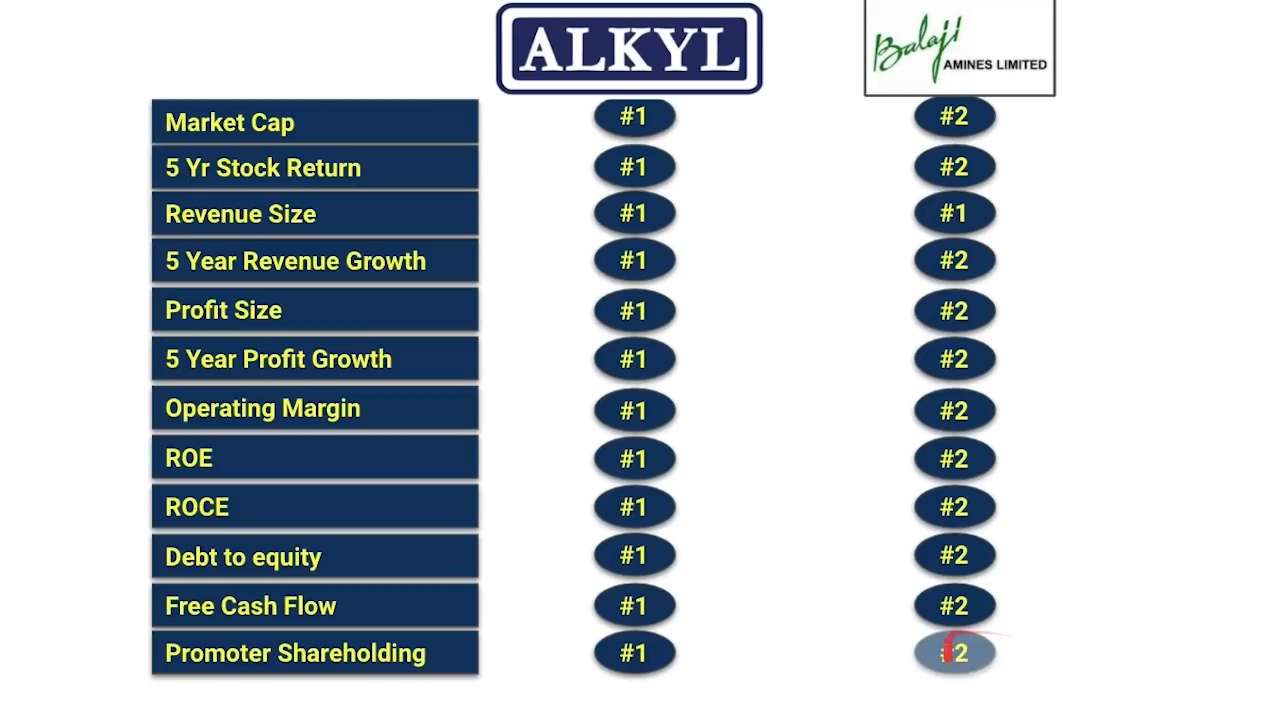 ALKYL
Balaji
AMINES LIMITED
Market Cap #1 #2
5 Yr Stock Return #1 #2
Revenue Size #1 #1
5 Year Revenue Growth #1 #2
Profit Size #1 #2
5 Year Profit Growth #1 #2
Operating Margin #1 #2
ROE #1 #2
ROCE #1 #2
Debt to equity #1 #2
Free Cash Flow #1 #2
Promoter Shareholding #1 #2